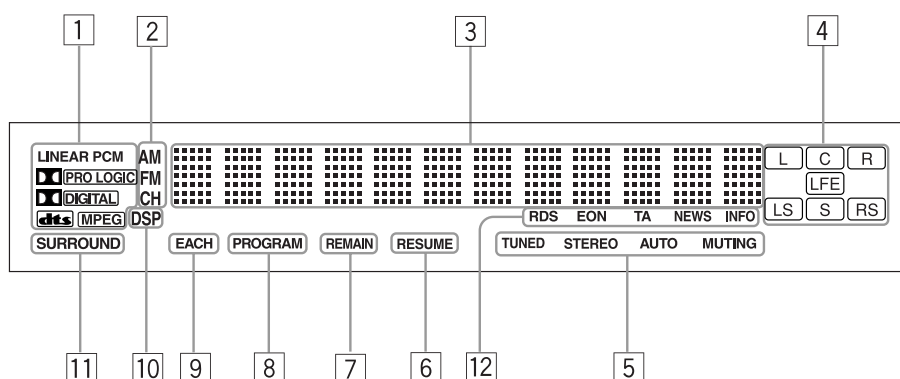 1 2 3 4
LINEAR PCM AM L C R
PRO LOGIC FM LFE
DIGITAL CH LS S RS
dts MPEG DSP RDS EON TA NEWS INFO
SURROUND EACH PROGRAM REMAIN RESUME TUNED STEREO AUTO MUTING
11 10 9 8 7 6 12 5